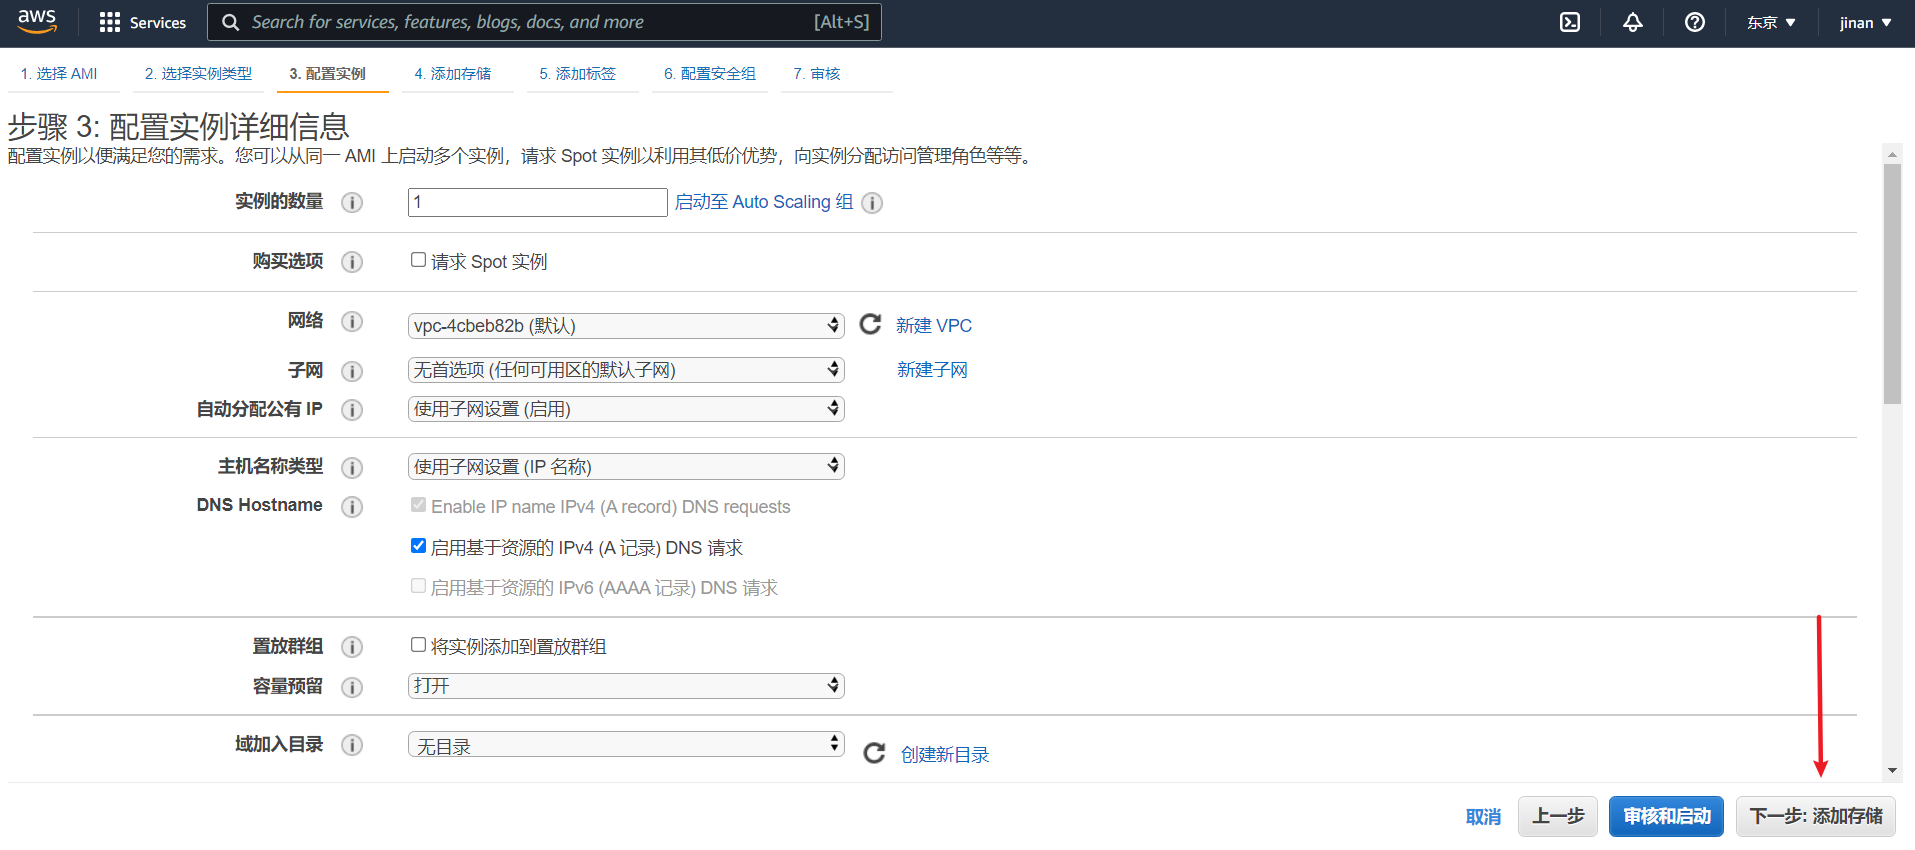 aws Services Search for services, features, blogs, docs, and more [Alt+S] 东京 jinan
1. 选择 AMI 2. 选择实例类型 3. 配置实例 4. 添加存储 5. 添加标签 6. 配置安全组 7. 审核
步骤 3: 配置实例详细信息
配置实例以便满足您的需求。您可以从同一 AMI 上启动多个实例，请求 Spot 实例以利用其低价优势，向实例分配访问管理角色等等。
实例的数量 1 启动至 Auto Scaling 组
购买选项 请求 Spot 实例
网络 vpc-4cbeb82b (默认) 新建 VPC
子网 无首选项 (任何可用区的默认子网) 新建子网
自动分配公有 IP 使用子网设置 (启用)
主机名称类型 使用子网设置 (IP 名称)
DNS Hostname Enable IP name IPv4 (A record) DNS requests
启用基于资源的 IPv4 (A 记录) DNS 请求
启用基于资源的 IPv6 (AAAA 记录) DNS 请求
置放群组 将实例添加到置放群组
容量预留 打开
域加入目录 无目录 创建新目录
取消 上一步 审核和启动 下一步: 添加存储